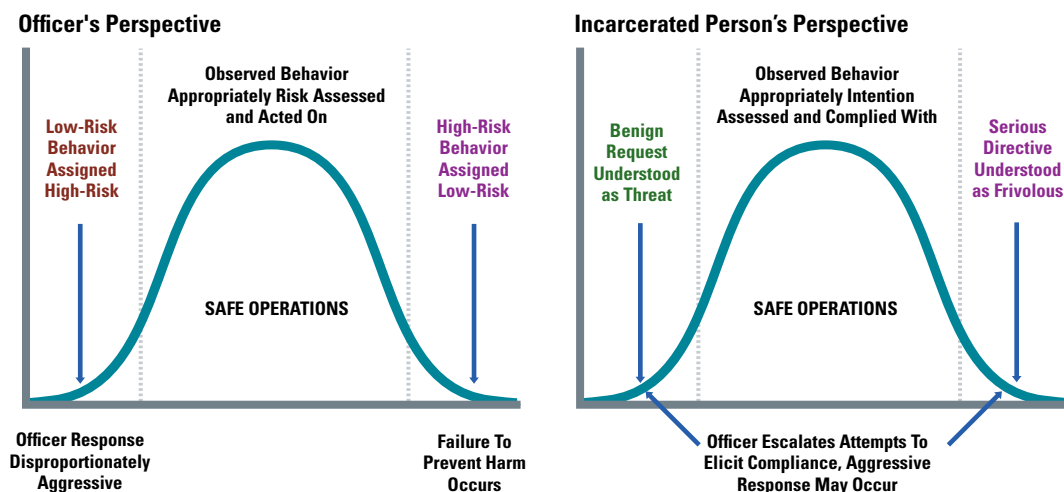 Officer's Perspective
Observed Behavior
Appropriately Risk Assessed
and Acted On
Low-Risk
Behavior
Assigned
High-Risk
High-Risk
Behavior
Assigned
Low-Risk
SAFE OPERATIONS
Officer Response
Disproportionately
Aggressive
Failure To
Prevent Harm
Occurs
Incarcerated Person’s Perspective
Observed Behavior
Appropriately Intention
Assessed and Complied With
Benign
Request
Understood
as Threat
Serious
Directive
Understood
as Frivolous
SAFE OPERATIONS
Officer Escalates Attempts To
Elicit Compliance, Aggressive
Response May Occur